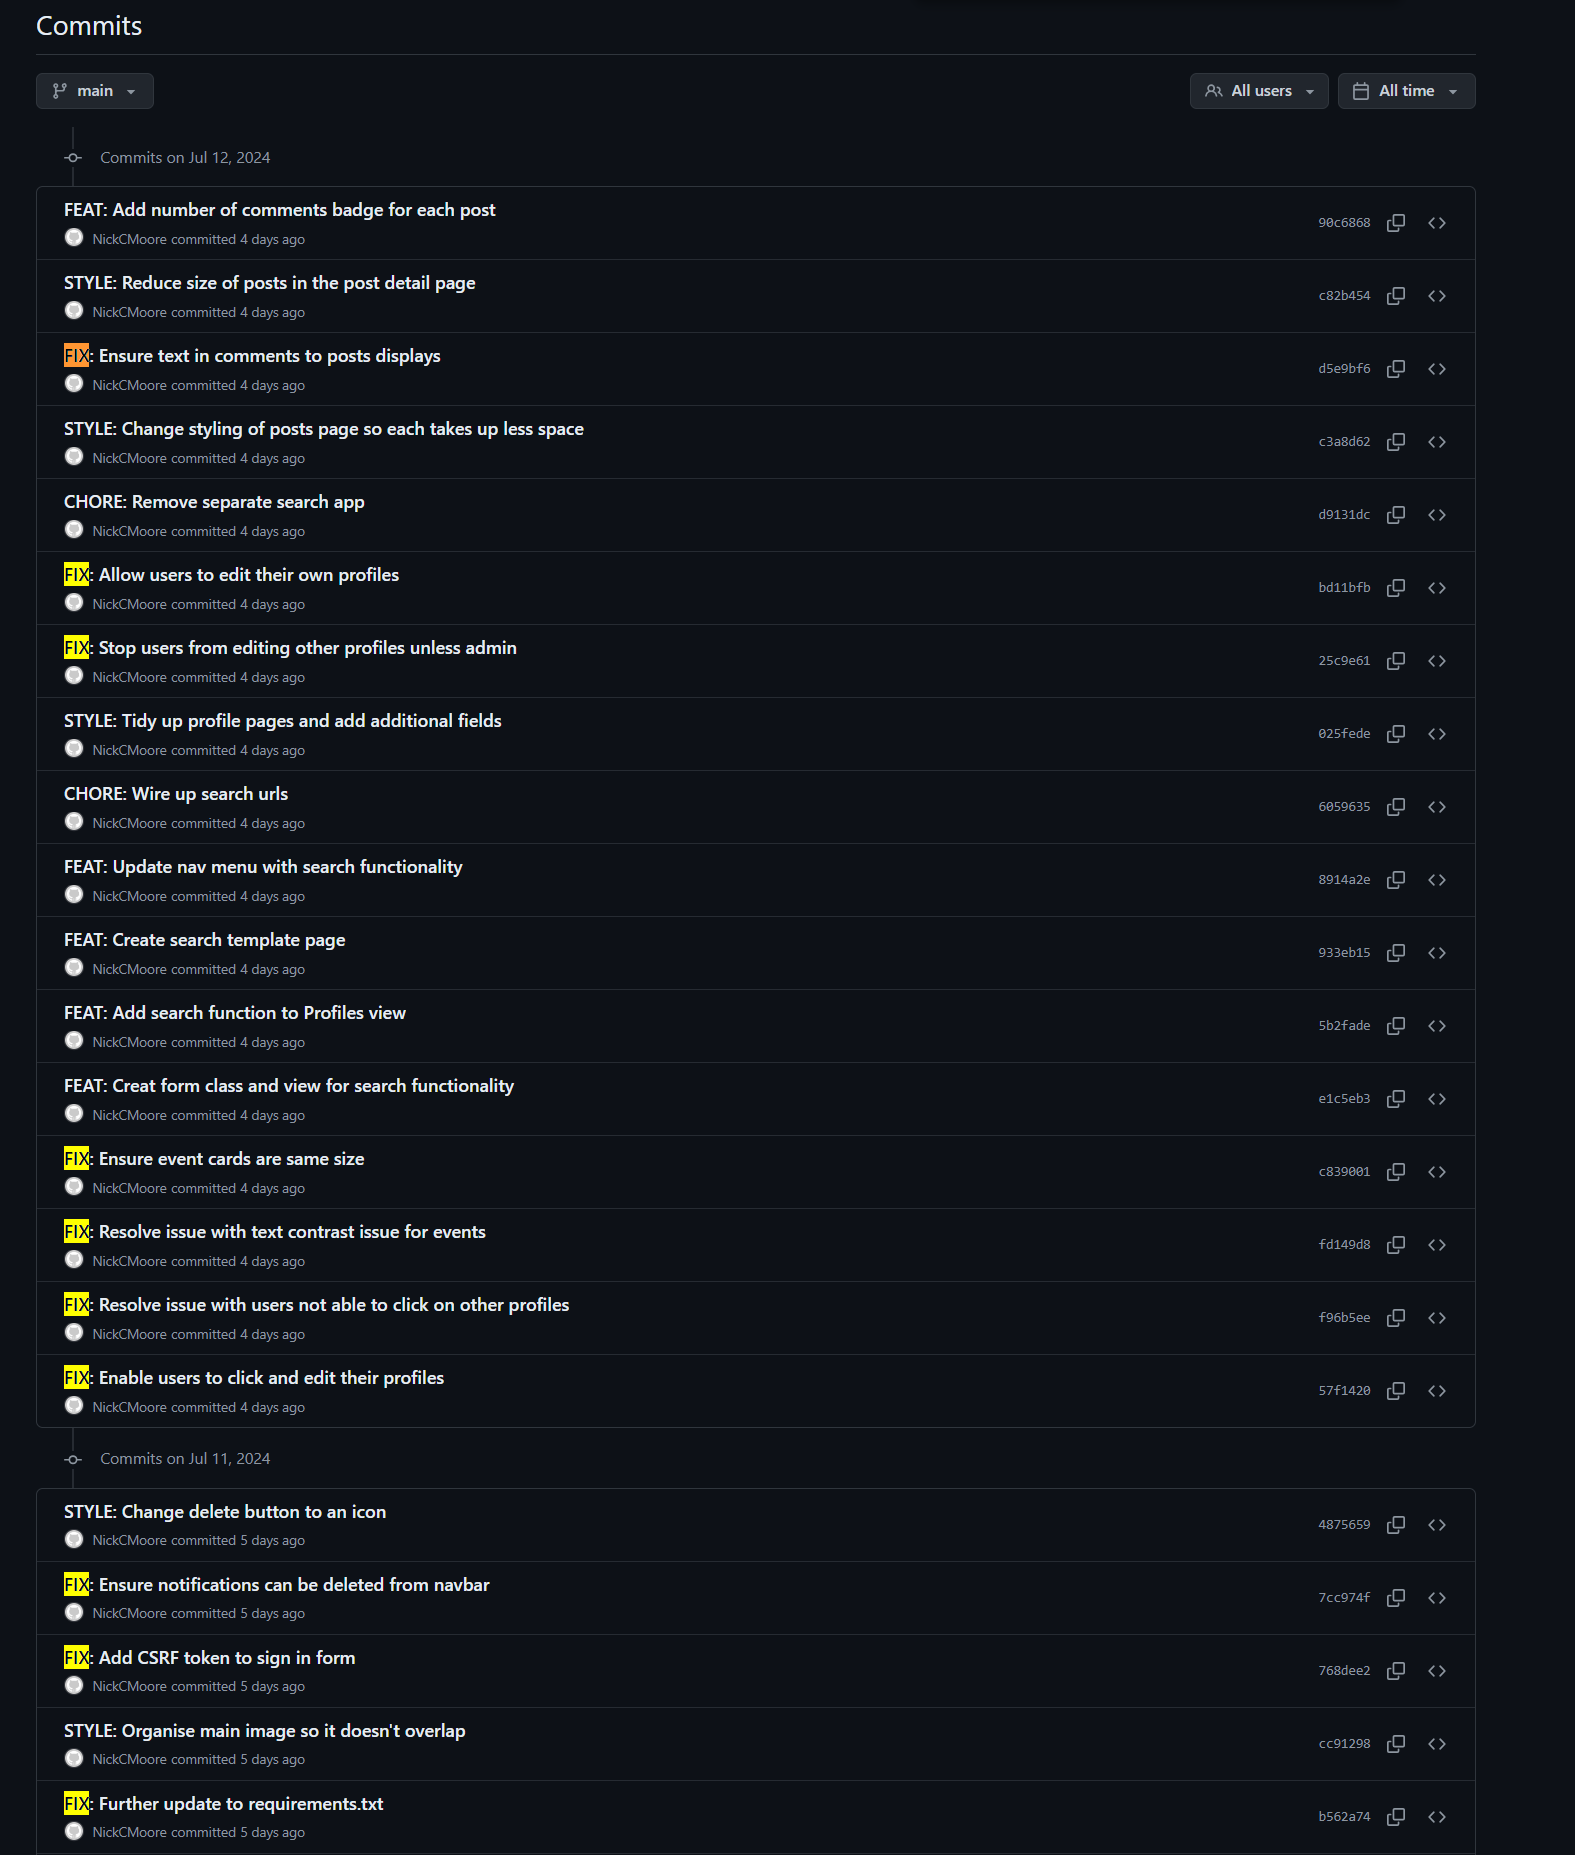 Commits
main
All users
All time
Commits on Jul 12, 2024
FEAT: Add number of comments badge for each post
90c6868
NickCMoore committed 4 days ago
STYLE: Reduce size of posts in the post detail page
c82b454
NickCMoore committed 4 days ago
FIX: Ensure text in comments to posts displays
d5e9bf6
NickCMoore committed 4 days ago
STYLE: Change styling of posts page so each takes up less space
c3a8d62
NickCMoore committed 4 days ago
CHORE: Remove separate search app
d9131dc
NickCMoore committed 4 days ago
FIX: Allow users to edit their own profiles
bd11bfb
NickCMoore committed 4 days ago
FIX: Stop users from editing other profiles unless admin
25c9e61
NickCMoore committed 4 days ago
STYLE: Tidy up profile pages and add additional fields
025fede
NickCMoore committed 4 days ago
CHORE: Wire up search urls
6059635
NickCMoore committed 4 days ago
FEAT: Update nav menu with search functionality
8914a2e
NickCMoore committed 4 days ago
FEAT: Create search template page
933eb15
NickCMoore committed 4 days ago
FEAT: Add search function to Profiles view
5b2fade
NickCMoore committed 4 days ago
FEAT: Creat form class and view for search functionality
e1c5eb3
NickCMoore committed 4 days ago
FIX: Ensure event cards are same size
c839001
NickCMoore committed 4 days ago
FIX: Resolve issue with text contrast issue for events
fd149d8
NickCMoore committed 4 days ago
FIX: Resolve issue with users not able to click on other profiles
f96b5ee
NickCMoore committed 4 days ago
FIX: Enable users to click and edit their profiles
57f1420
NickCMoore committed 4 days ago
Commits on Jul 11, 2024
STYLE: Change delete button to an icon
4875659
NickCMoore committed 5 days ago
FIX: Ensure notifications can be deleted from navbar
7cc974f
NickCMoore committed 5 days ago
FIX: Add CSRF token to sign in form
768dee2
NickCMoore committed 5 days ago
STYLE: Organise main image so it doesn't overlap
cc91298
NickCMoore committed 5 days ago
FIX: Further update to requirements.txt
b562a74
NickCMoore committed 5 days ago